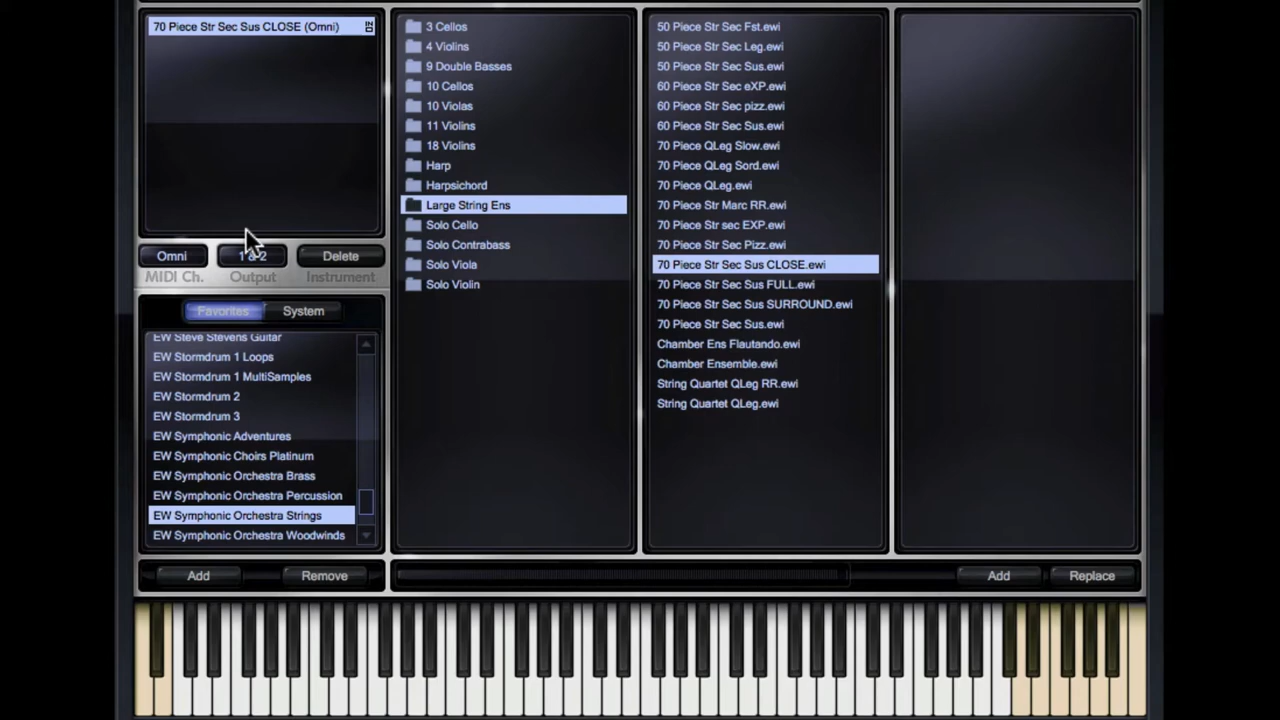 70 Piece Str Sec Sus CLOSE (Omni)
Omni
1 & 2
Delete
MIDI Ch.
Output
Instrument
Favorites
System
EW Steve Stevens Guitar
EW Stormdrum 1 Loops
EW Stormdrum 1 MultiSamples
EW Stormdrum 2
EW Stormdrum 3
EW Symphonic Adventures
EW Symphonic Choirs Platinum
EW Symphonic Orchestra Brass
EW Symphonic Orchestra Percussion
EW Symphonic Orchestra Strings
EW Symphonic Orchestra Woodwinds
Add
Remove
3 Cellos
4 Violins
9 Double Basses
10 Cellos
10 Violas
11 Violins
18 Violins
Harp
Harpsichord
Large String Ens
Solo Cello
Solo Contrabass
Solo Viola
Solo Violin
50 Piece Str Sec Fst.ewi
50 Piece Str Sec Leg.ewi
50 Piece Str Sec Sus.ewi
60 Piece Str Sec eXP.ewi
60 Piece Str Sec pizz.ewi
60 Piece Str Sec Sus.ewi
70 Piece QLeg Slow.ewi
70 Piece QLeg Sord.ewi
70 Piece QLeg.ewi
70 Piece Str Marc RR.ewi
70 Piece Str sec EXP.ewi
70 Piece Str Sec Pizz.ewi
70 Piece Str Sec Sus CLOSE.ewi
70 Piece Str Sec Sus FULL.ewi
70 Piece Str Sec Sus SURROUND.ewi
70 Piece Str Sec Sus.ewi
Chamber Ens Flautando.ewi
Chamber Ensemble.ewi
String Quartet QLeg RR.ewi
String Quartet QLeg.ewi
Add
Replace